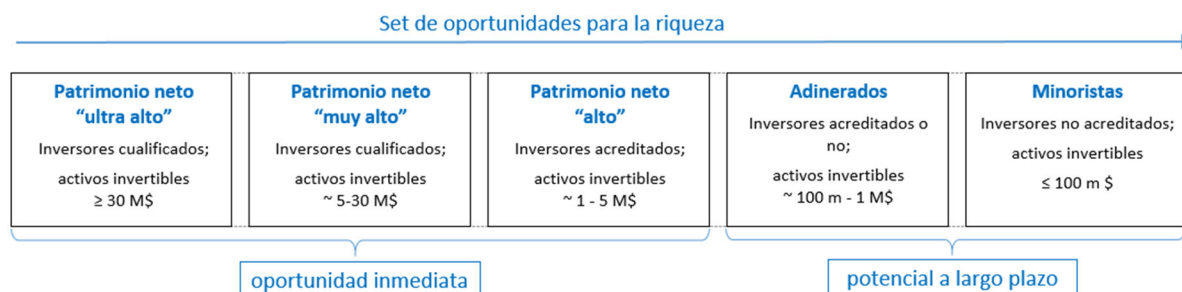 Set de oportunidades para la riqueza
Patrimonio neto
“ultra alto”
Inversores cualificados;
activos invertibles
≥ 30 M$
Patrimonio neto
“muy alto”
Inversores cualificados;
activos invertibles
~ 5-30 M$
Patrimonio neto
“alto”
Inversores acreditados;
activos invertibles
~ 1 - 5 M$
Adinerados
Inversores acreditados o
no;
activos invertibles
~ 100 m - 1 M$
Minoristas
Inversores no acreditados;
activos invertibles
≤ 100 m $
oportunidad inmediata
potencial a largo plazo